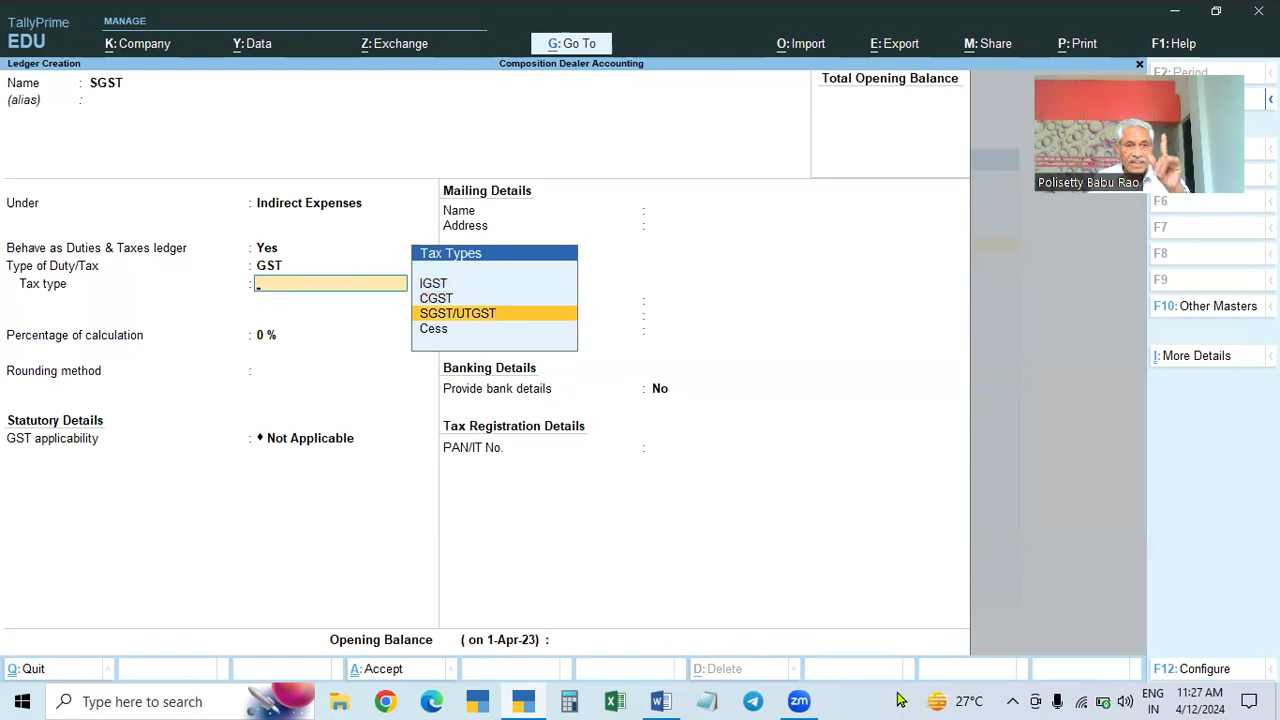 TallyPrime
EDU
MANAGE
K: Company
Y: Data
Z: Exchange
G: Go To
O: Import
E: Export
M: Share
P: Print
F1: Help
Ledger Creation
Composition Dealer Accounting
Name : SGST
(alias) :
Total Opening Balance
F2: Period
Polisetty Babu Rao
Under : Indirect Expenses
Behave as Duties & Taxes ledger : Yes
Type of Duty/Tax : GST
Tax type :
Percentage of calculation : 0 %
Rounding method :
Statutory Details
GST applicability : ♦ Not Applicable
Tax Types
IGST
CGST
SGST/UTGST
Cess
Mailing Details
Name :
Address :
Banking Details
Provide bank details : No
Tax Registration Details
PAN/IT No. :
Opening Balance ( on 1-Apr-23) :
F6
F7
F8
F10: Other Masters
I: More Details
Q: Quit
A: Accept
D: Delete
F12: Configure
Type here to search
27°C
ENG
IN
11:27 AM
4/12/2024